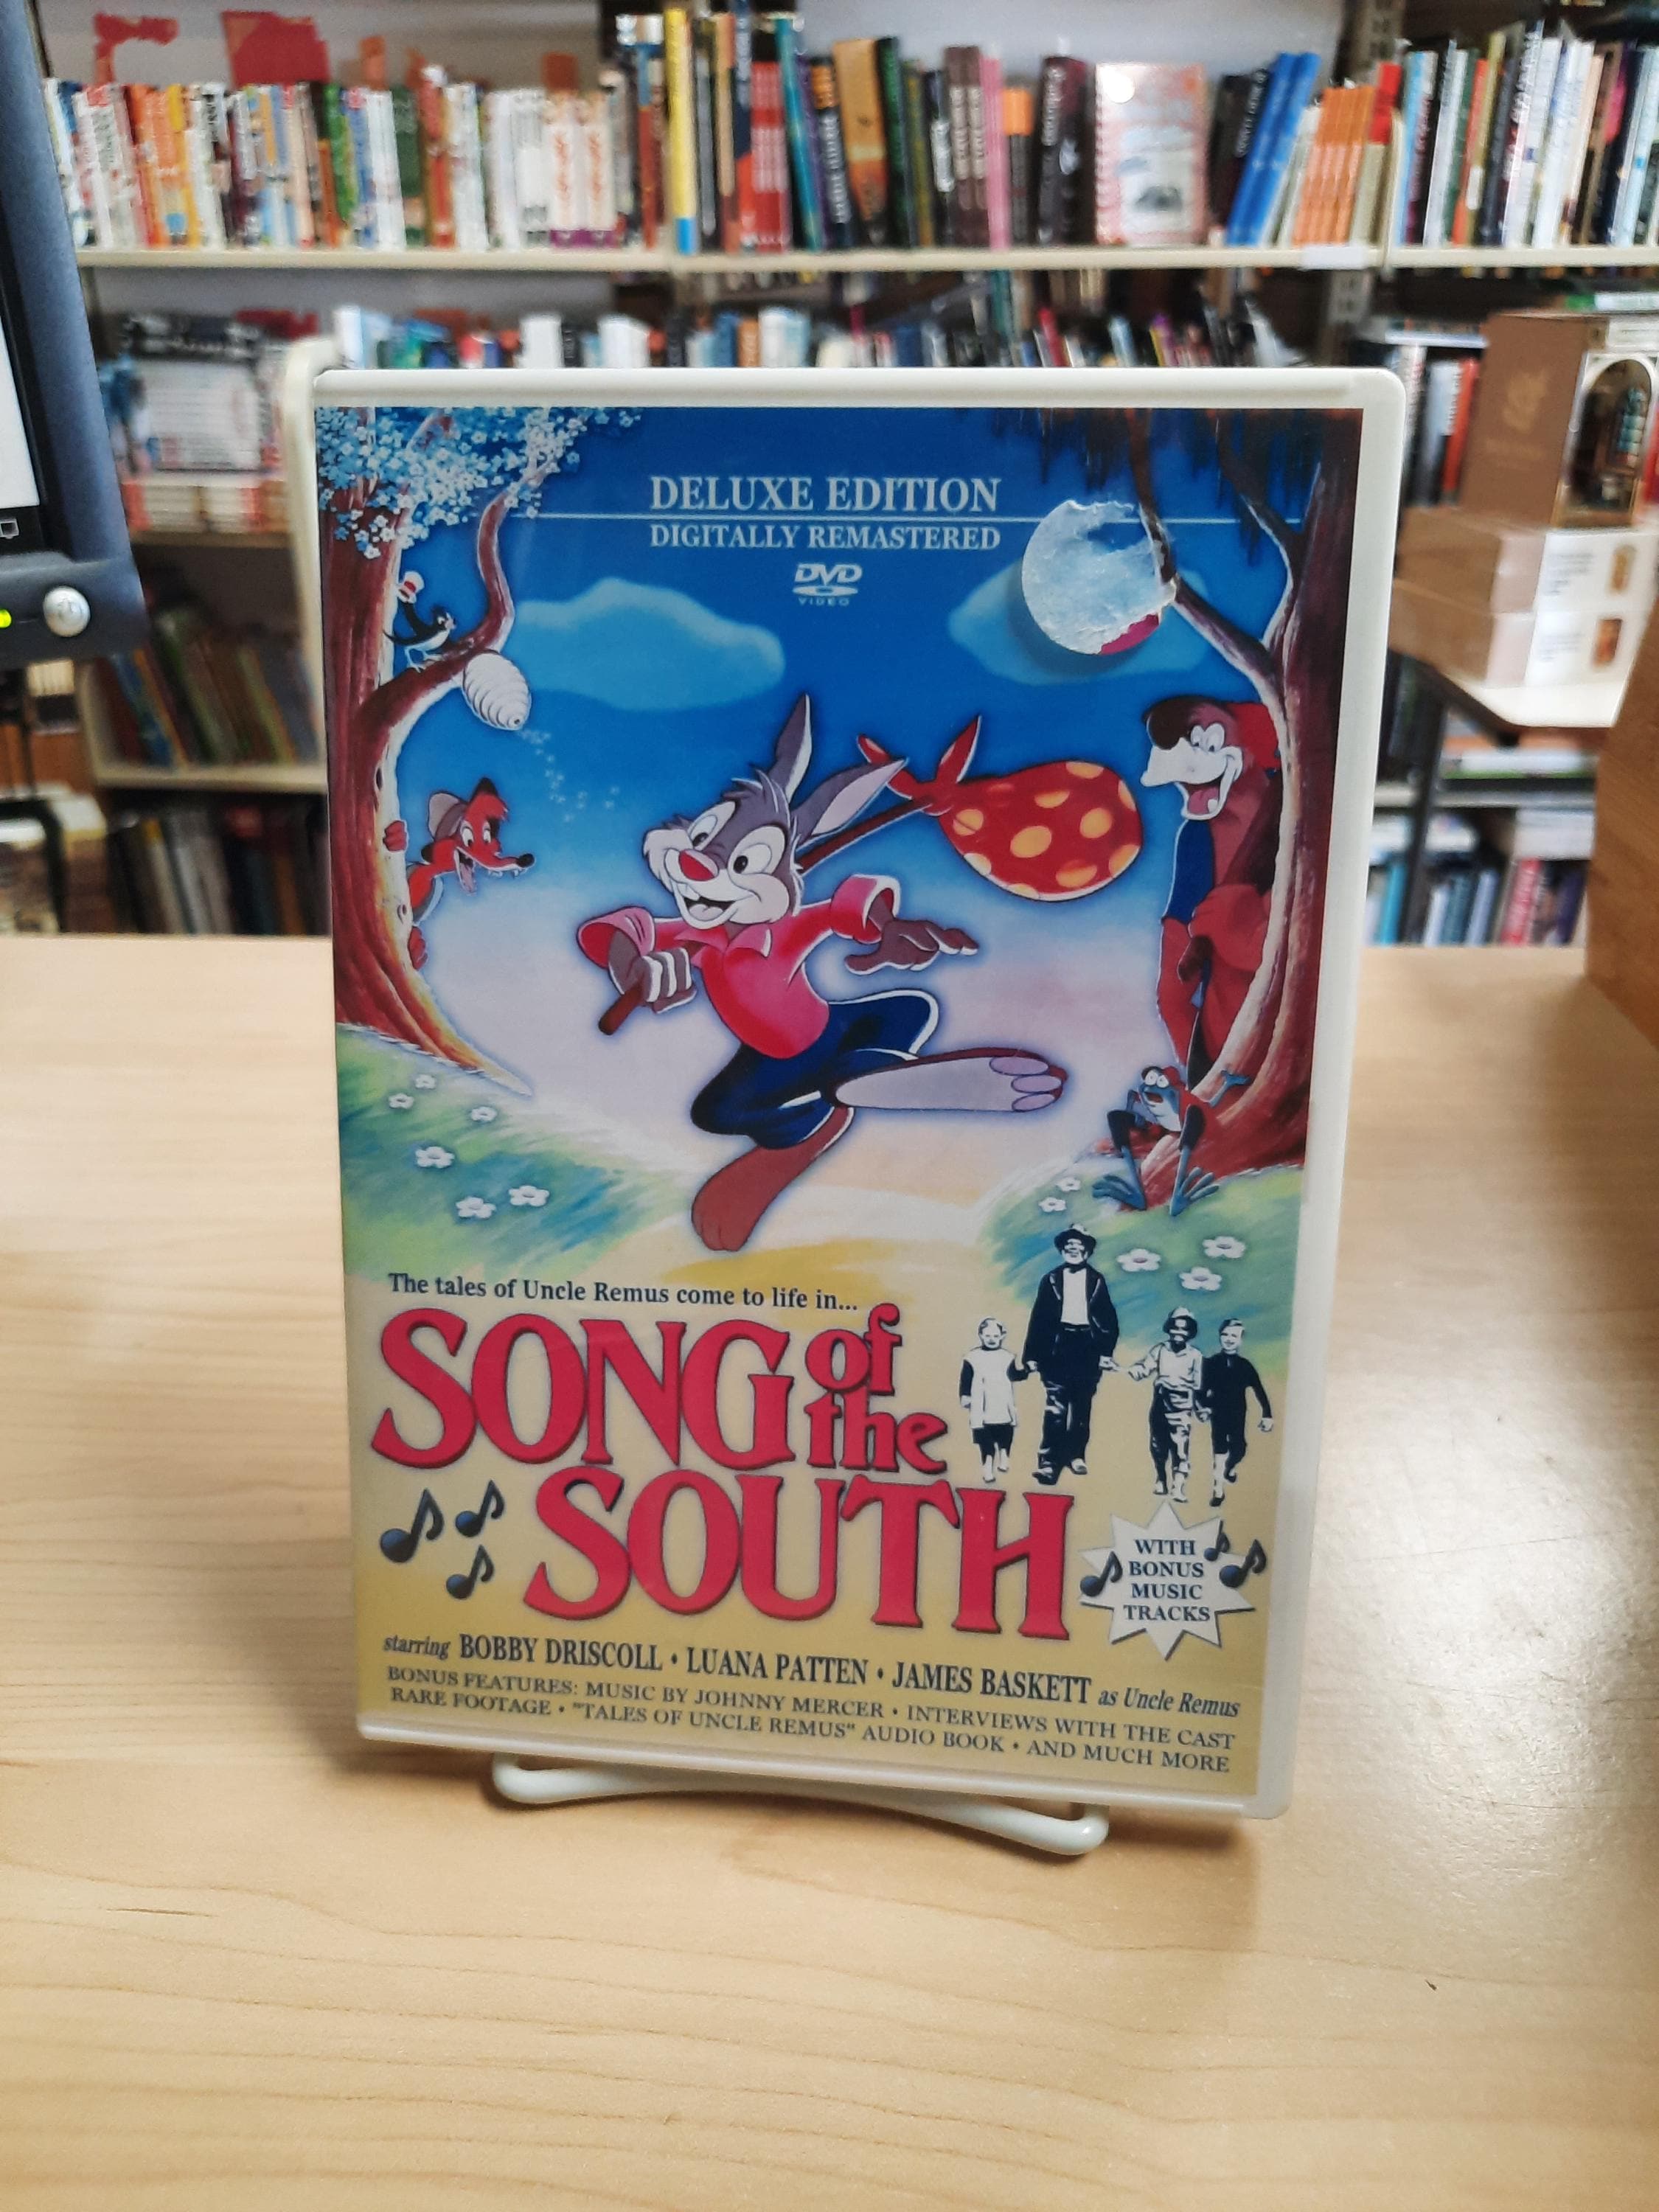 DELUXE EDITION
DIGITALLY REMASTERED
DVD
VIDEO
The tales of Uncle Remus come to life in...
SONG of
the
SOUTH
WITH
BONUS
MUSIC
TRACKS
starring BOBBY DRISCOLL • LUANA PATTEN • JAMES BASKETT as Uncle Remus
BONUS FEATURES: MUSIC BY JOHNNY MERCER • INTERVIEWS WITH THE CAST
RARE FOOTAGE • "TALES OF UNCLE REMUS" AUDIO BOOK • AND MUCH MORE